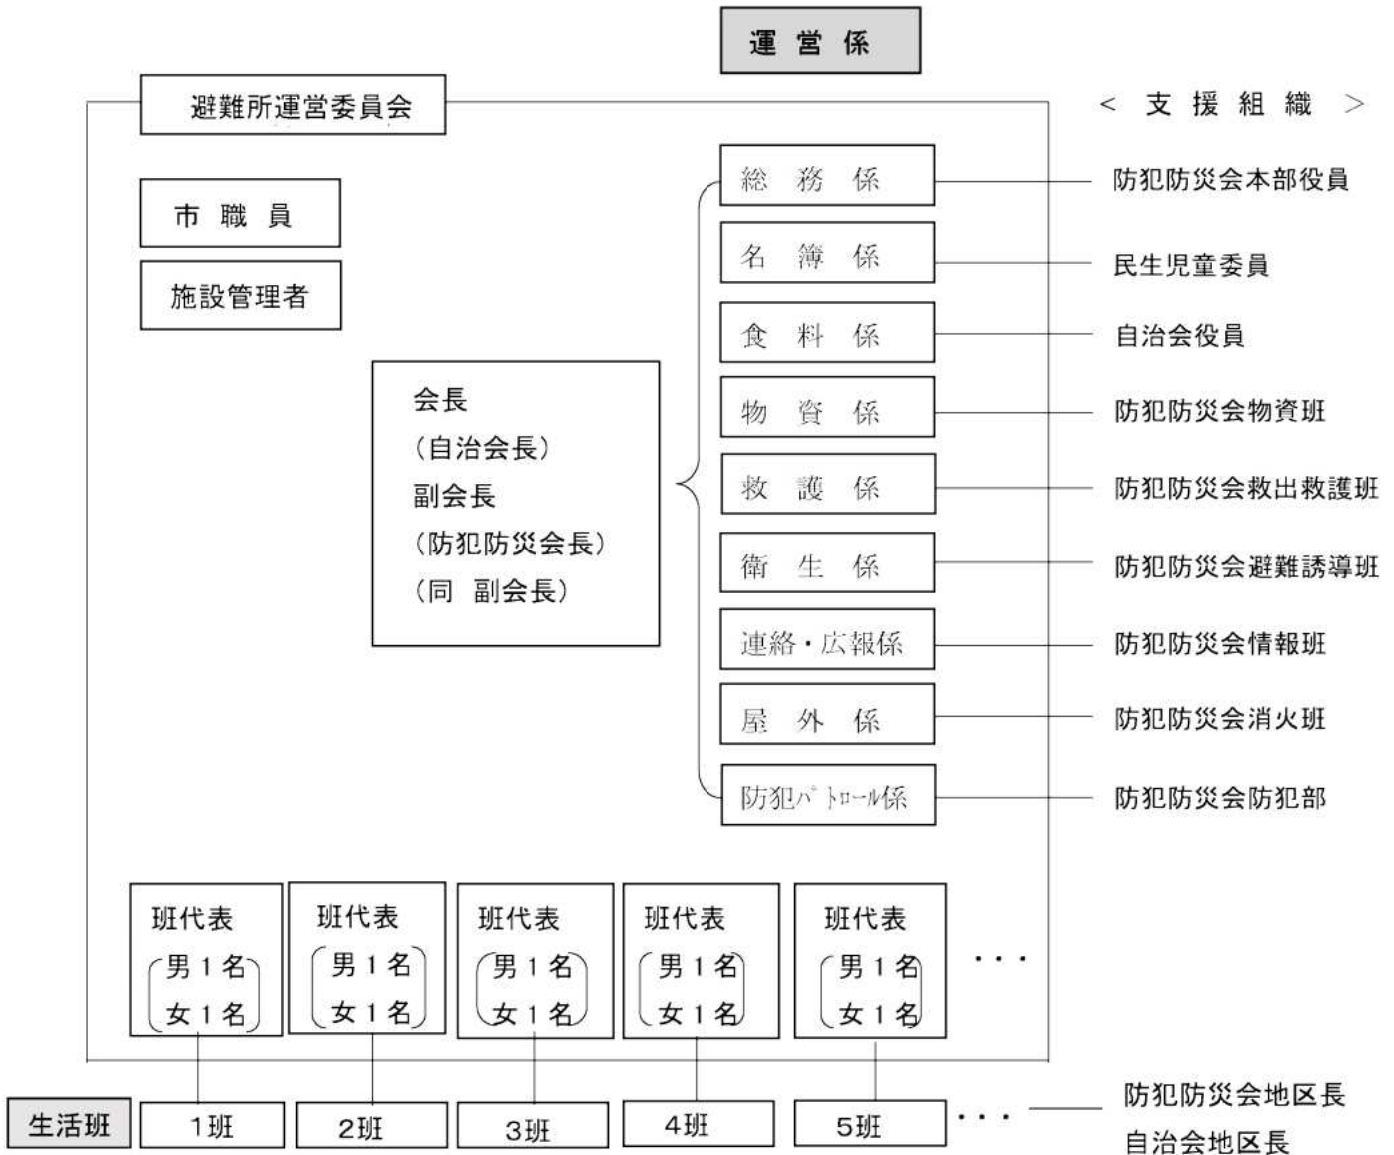 運営係
避難所運営委員会
<支援組織>
市職員
施設管理者
会長
(自治会長)
副会長
(防犯防災会長)
(同 副会長)
総務係
防犯防災会本部役員
名簿係
民生児童委員
食料係
自治会役員
物資係
防犯防災会物資班
救護係
防犯防災会救出救護班
衛生係
防犯防災会避難誘導班
連絡・広報係
防犯防災会情報班
屋外係
防犯防災会消火班
防犯パトロール係
防犯防災会防犯部
班代表
男1名
女1名
班代表
男1名
女1名
班代表
男1名
女1名
班代表
男1名
女1名
班代表
男1名
女1名
・・・
生活班
1班
2班
3班
4班
5班
・・・
防犯防災会地区長
自治会地区長